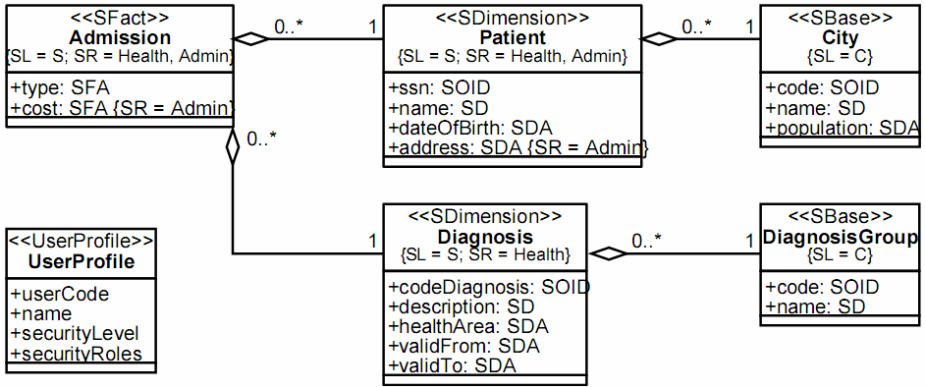 <<SFact>>
Admission
{SL = S; SR = Health, Admin}
+type: SFA
+cost: SFA {SR = Admin}
0..*
1
<<SDimension>>
Patient
{SL = S; SR = Health, Admin}
+ssn: SOID
+name: SD
+dateOfBirth: SDA
+address: SDA {SR = Admin}
0..*
1
<<SBase>>
City
{SL = C}
+code: SOID
+name: SD
+population: SDA
0..*
1
<<UserProfile>>
UserProfile
+userCode
+name
+securityLevel
+securityRoles
<<SDimension>>
Diagnosis
{SL = S; SR = Health}
+codeDiagnosis: SOID
+description: SD
+healthArea: SDA
+validFrom: SDA
+validTo: SDA
0..*
1
<<SBase>>
DiagnosisGroup
{SL = C}
+code: SOID
+name: SD